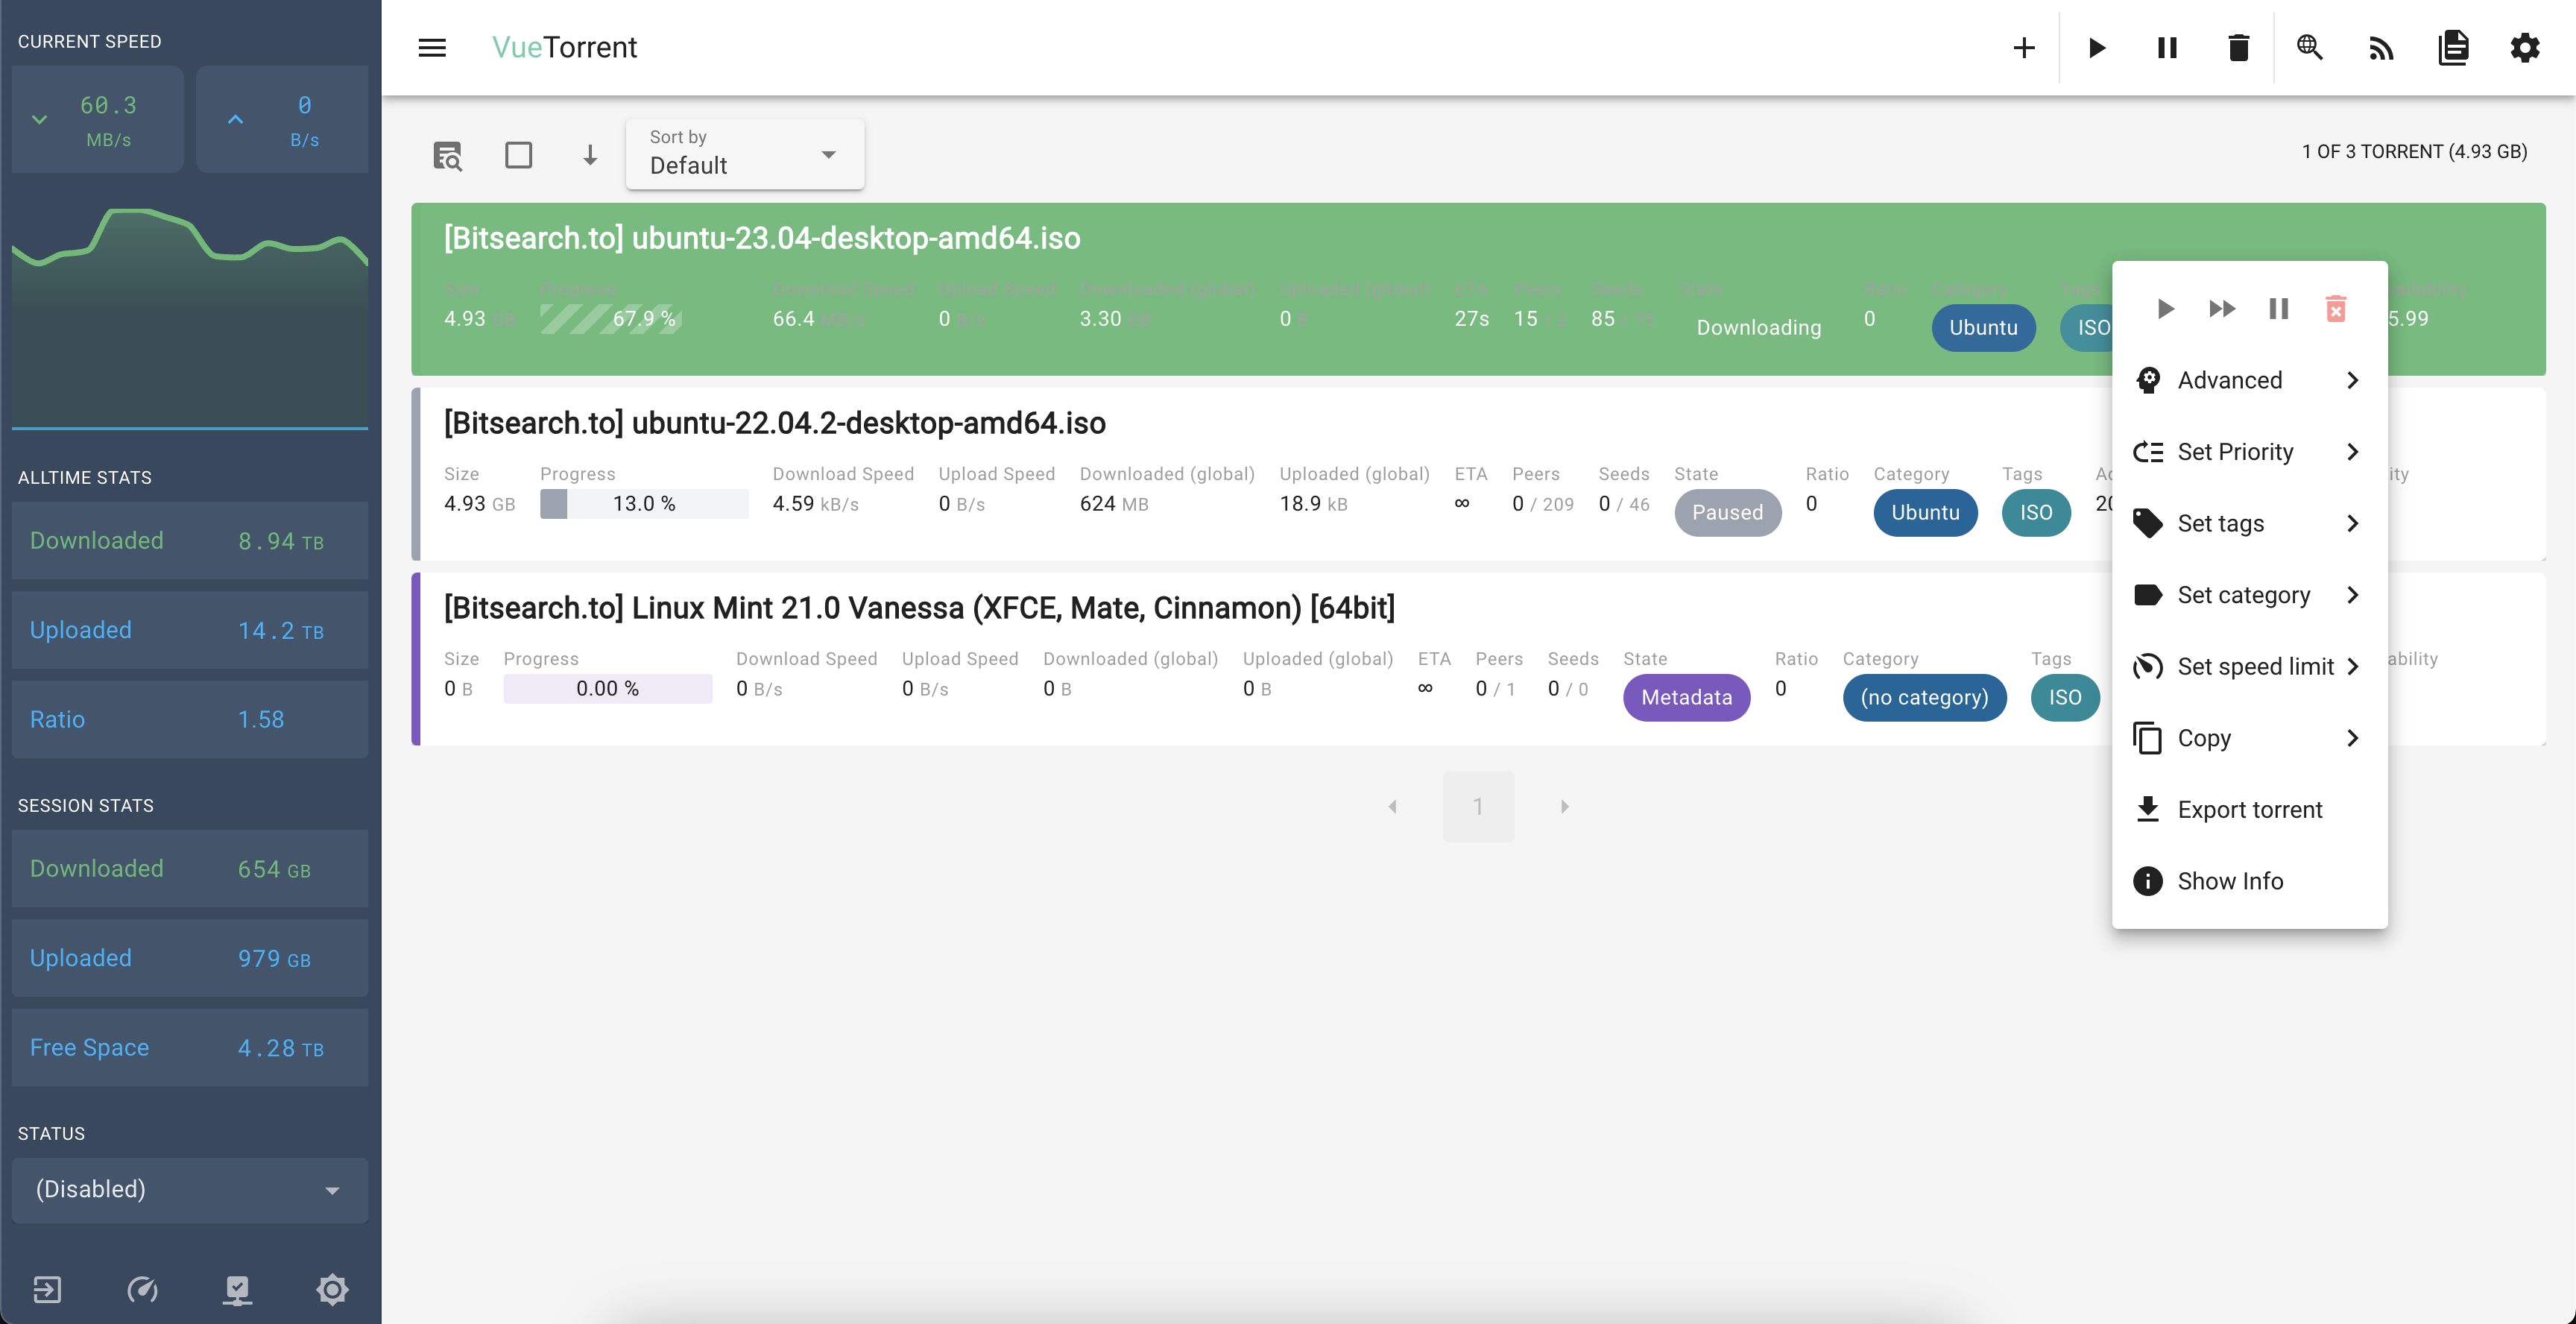 CURRENT SPEED
60.3 0
MB/s B/s
ALLTIME STATS
Downloaded 8.94 TB
Uploaded 14.2 TB
Ratio 1.58
SESSION STATS
Downloaded 654 GB
Uploaded 979 GB
Free Space 4.28 TB
STATUS
(Disabled)
VueTorrent
Sort by
Default
1 OF 3 TORRENT (4.93 GB)
[Bitsearch.to] ubuntu-23.04-desktop-amd64.iso
Size Progress Download Speed Upload Speed Downloaded (global) Uploaded (global) ETA Peers Seeds State Ratio Category Tags
4.93 GB 67.9 % 66.4 MB/s 0 B/s 3.30 GB 0 B 27s 15 85 Downloading 0 Ubuntu ISO 5.99
[Bitsearch.to] ubuntu-22.04.2-desktop-amd64.iso
Size Progress Download Speed Upload Speed Downloaded (global) Uploaded (global) ETA Peers Seeds State Ratio Category Tags
4.93 GB 13.0 % 4.59 kB/s 0 B/s 624 MB 18.9 kB ∞ 0 / 209 0 / 46 Paused 0 Ubuntu ISO
[Bitsearch.to] Linux Mint 21.0 Vanessa (XFCE, Mate, Cinnamon) [64bit]
Size Progress Download Speed Upload Speed Downloaded (global) Uploaded (global) ETA Peers Seeds State Ratio Category Tags
0 B 0.00 % 0 B/s 0 B/s 0 B 0 B ∞ 0 / 1 0 / 0 Metadata 0 (no category) ISO
1
Advanced
Set Priority
Set tags
Set category
Set speed limit
Copy
Export torrent
Show Info